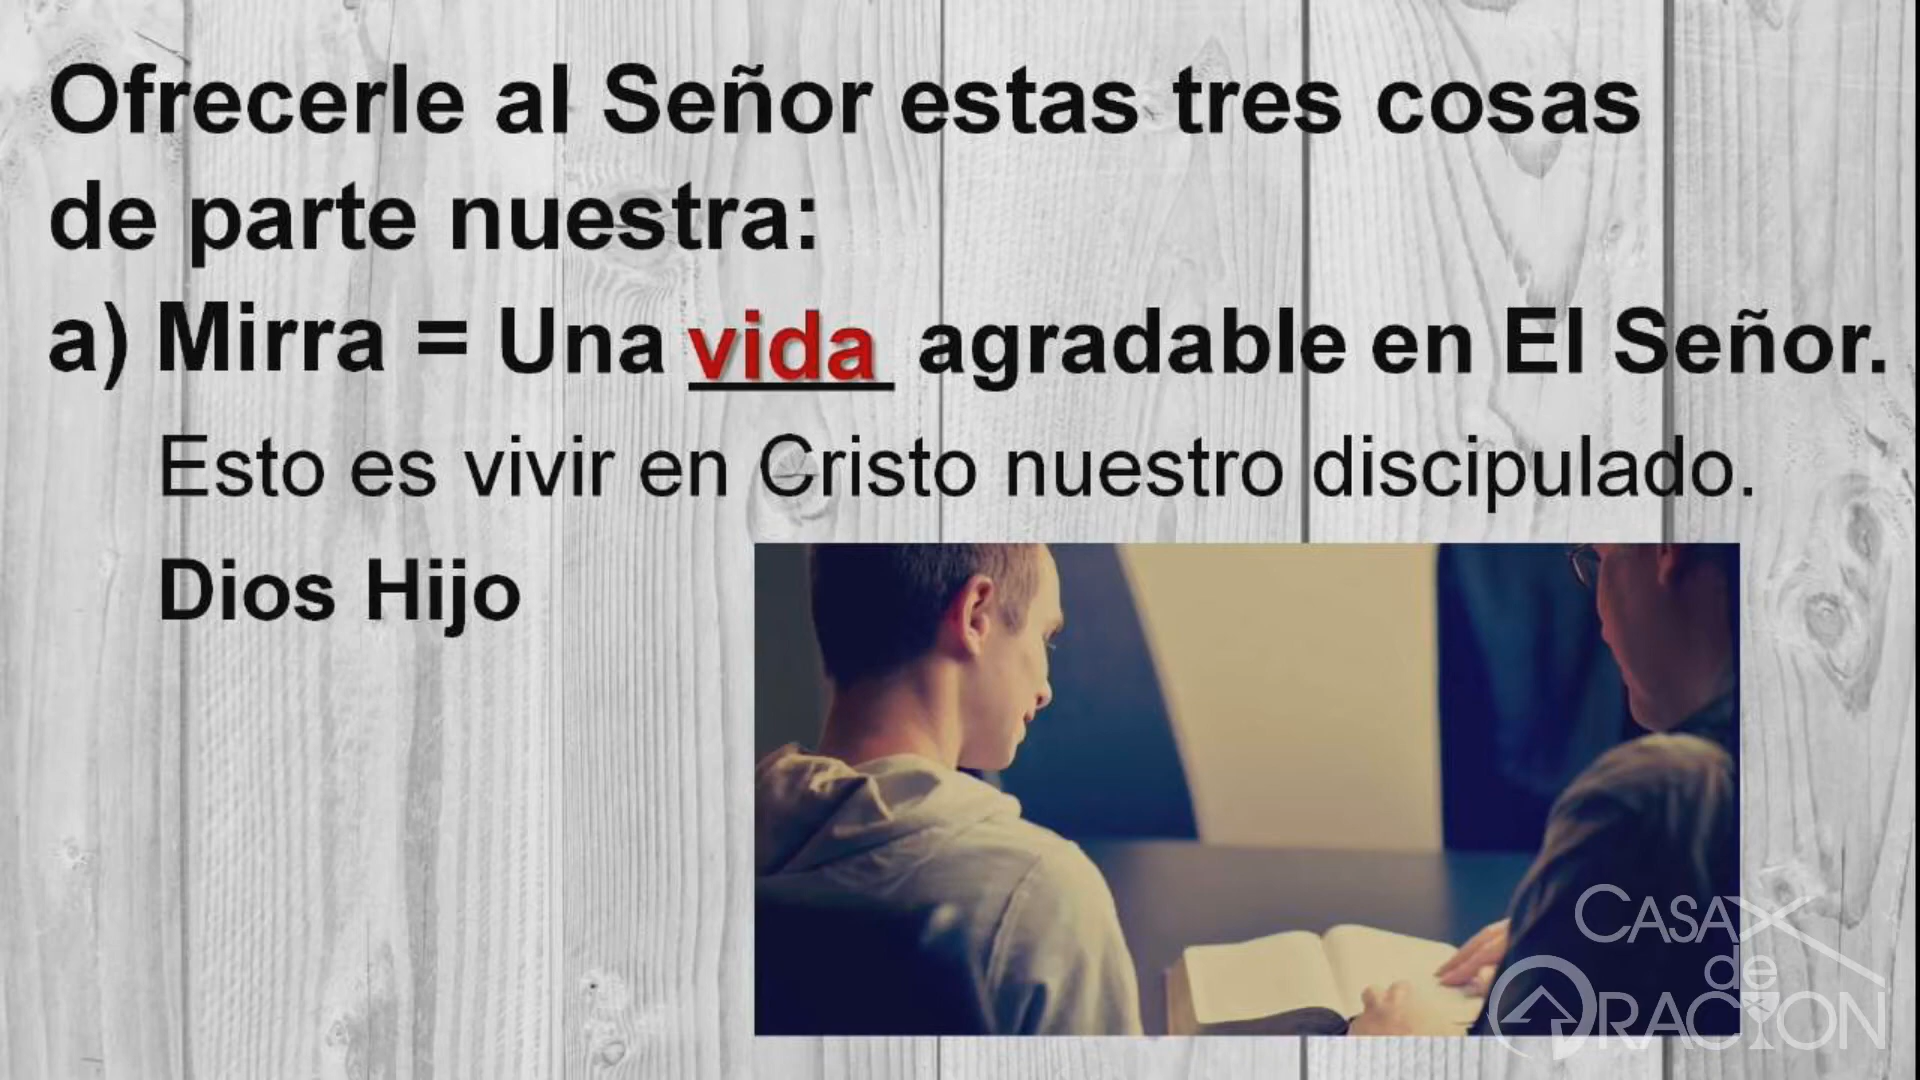 Ofrecerle al Señor estas tres cosas
de parte nuestra:
a) Mirra = Una vida agradable en El Señor.
Esto es vivir en Cristo nuestro discipulado.
Dios Hijo
CASA
de
ORACION